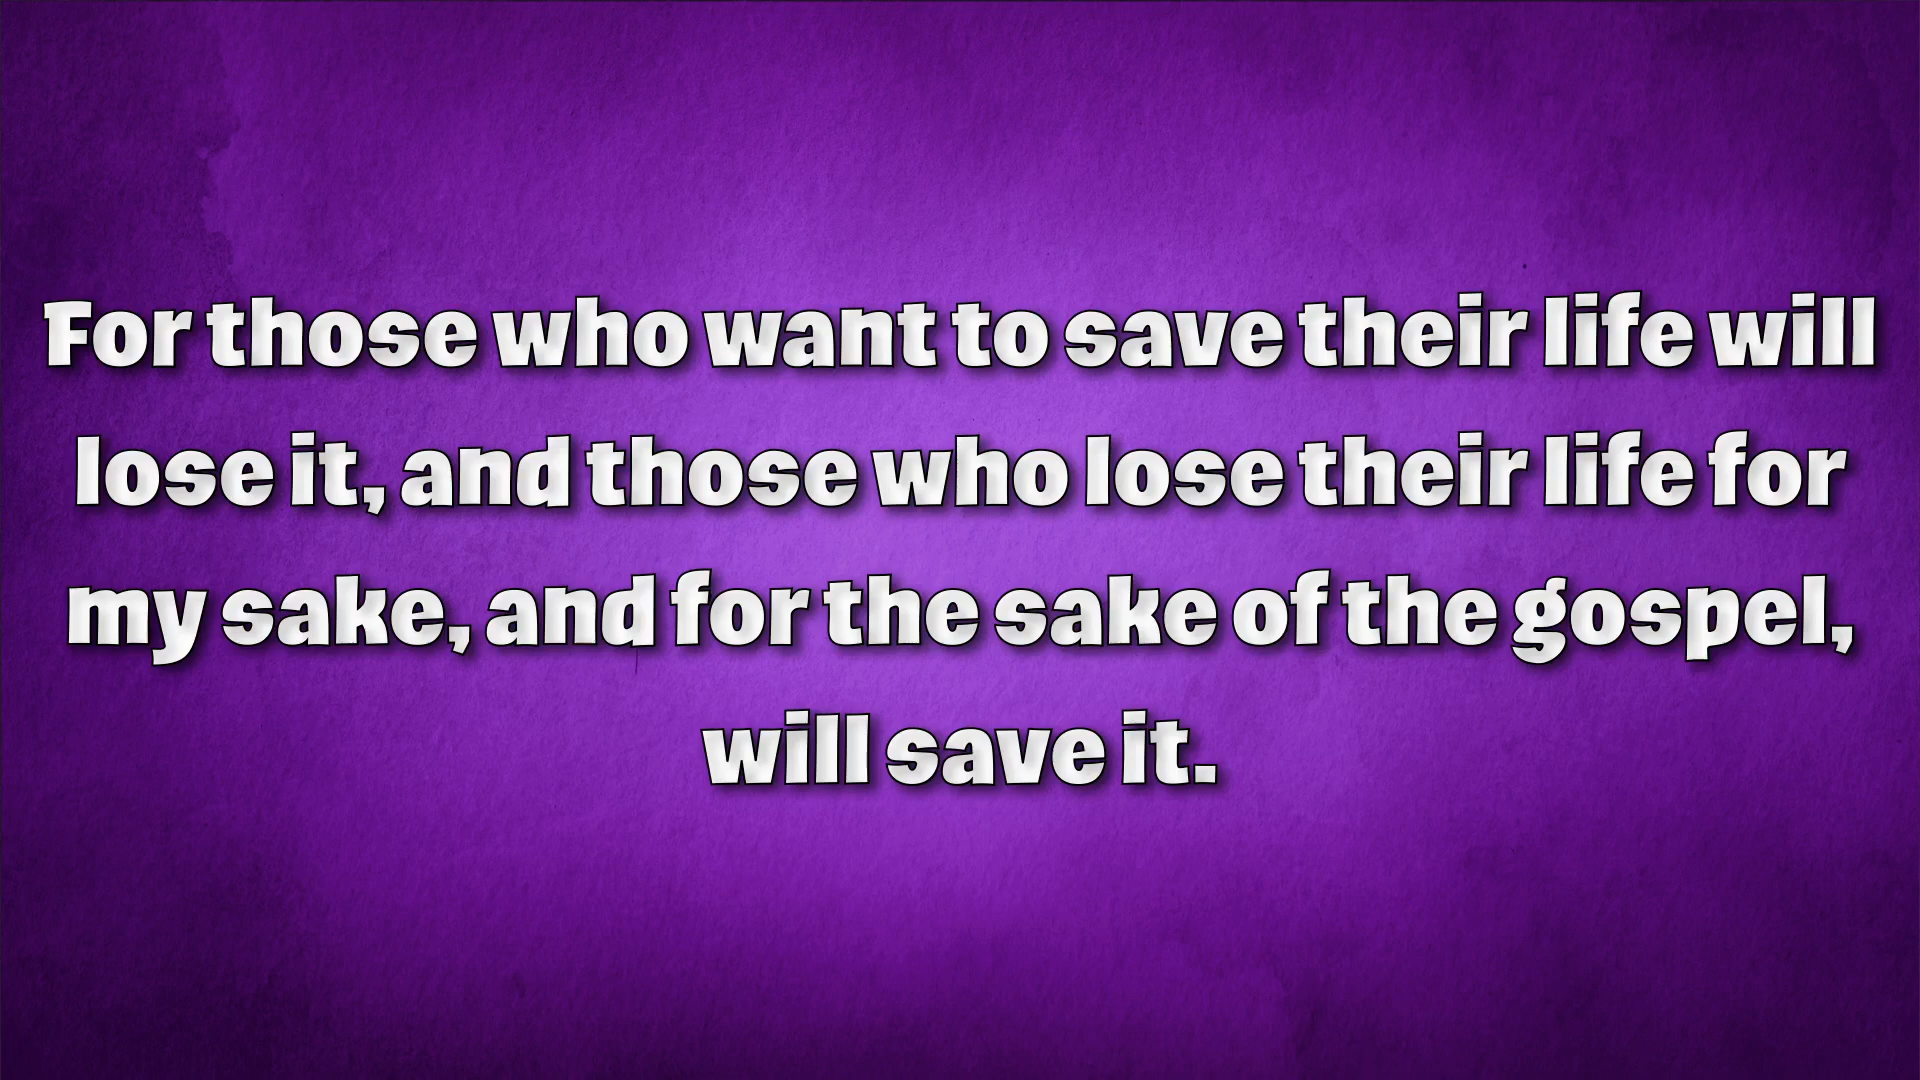 For those who want to save their life will
lose it, and those who lose their life for
my sake, and for the sake of the gospel,
will save it.